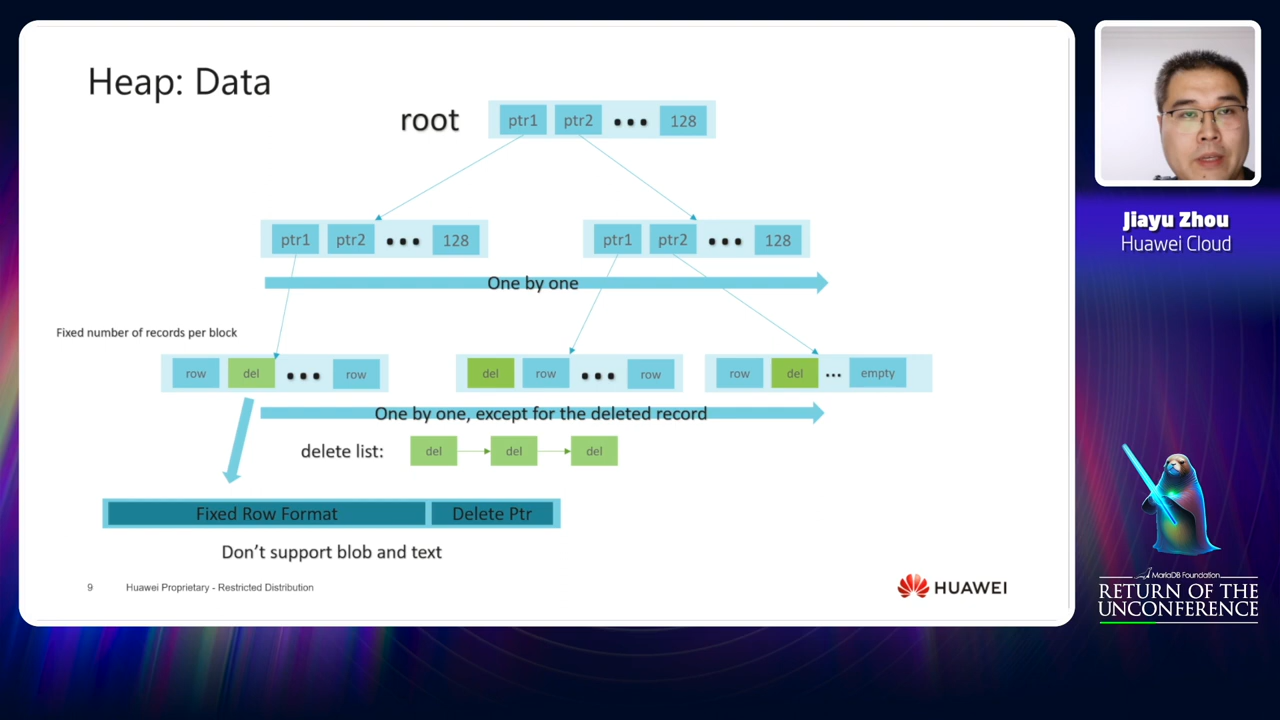 Heap: Data
root
ptr1 ptr2 ••• 128
ptr1 ptr2 ••• 128
ptr1 ptr2 ••• 128
One by one
Fixed number of records per block
row del ••• row
del row ••• row
row del ... empty
One by one, except for the deleted record
delete list: del del del
Fixed Row Format Delete Ptr
Don't support blob and text
9 Huawei Proprietary - Restricted Distribution
HUAWEI
Jiayu Zhou
Huawei Cloud
MariaDB Foundation
RETURN OF THE
UNCONFERENCE